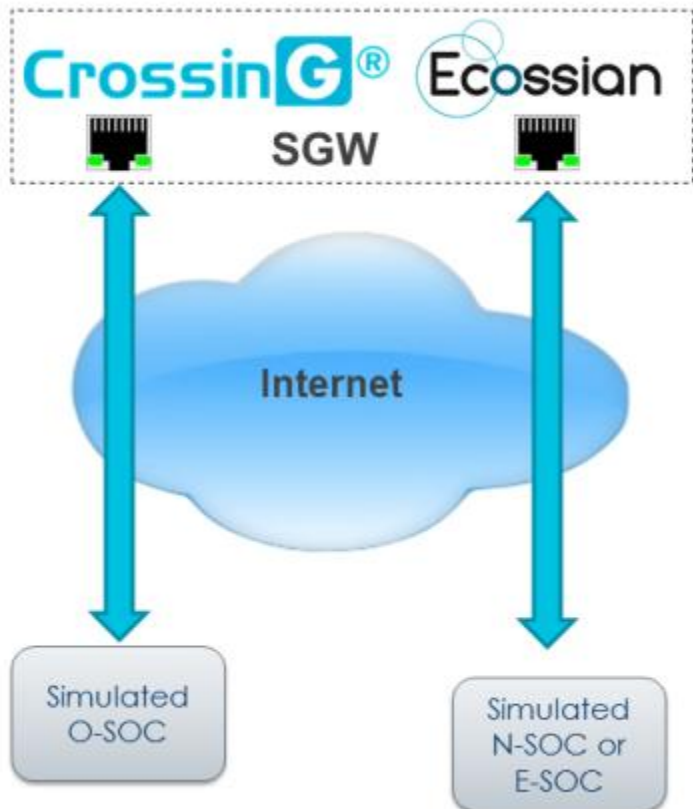 CrossinG® Ecossian
SGW
Internet
Simulated
O-SOC
Simulated
N-SOC or
E-SOC